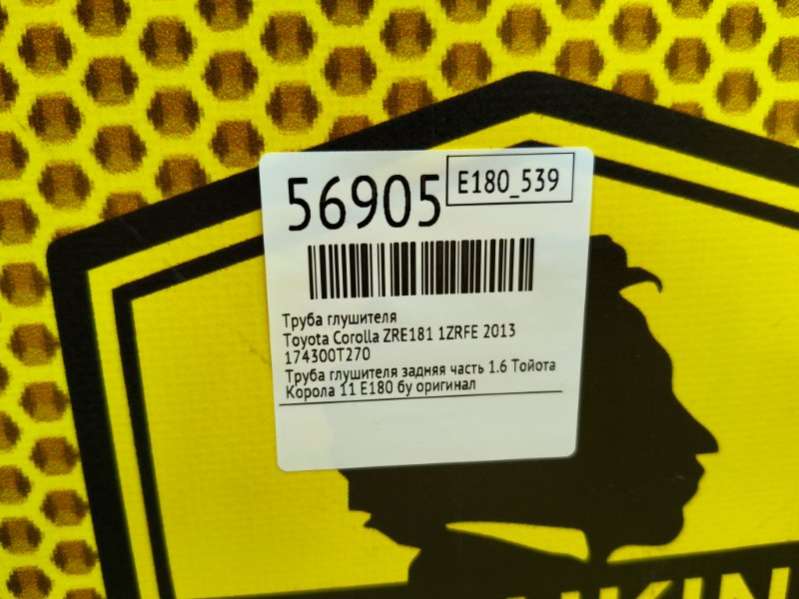 56905
E180_539
Труба глушителя
Toyota Corolla ZRE181 1ZRFE 2013
174300T270
Труба глушителя задняя часть 1.6 Тойота
Корола 11 Е180 бу оригинал